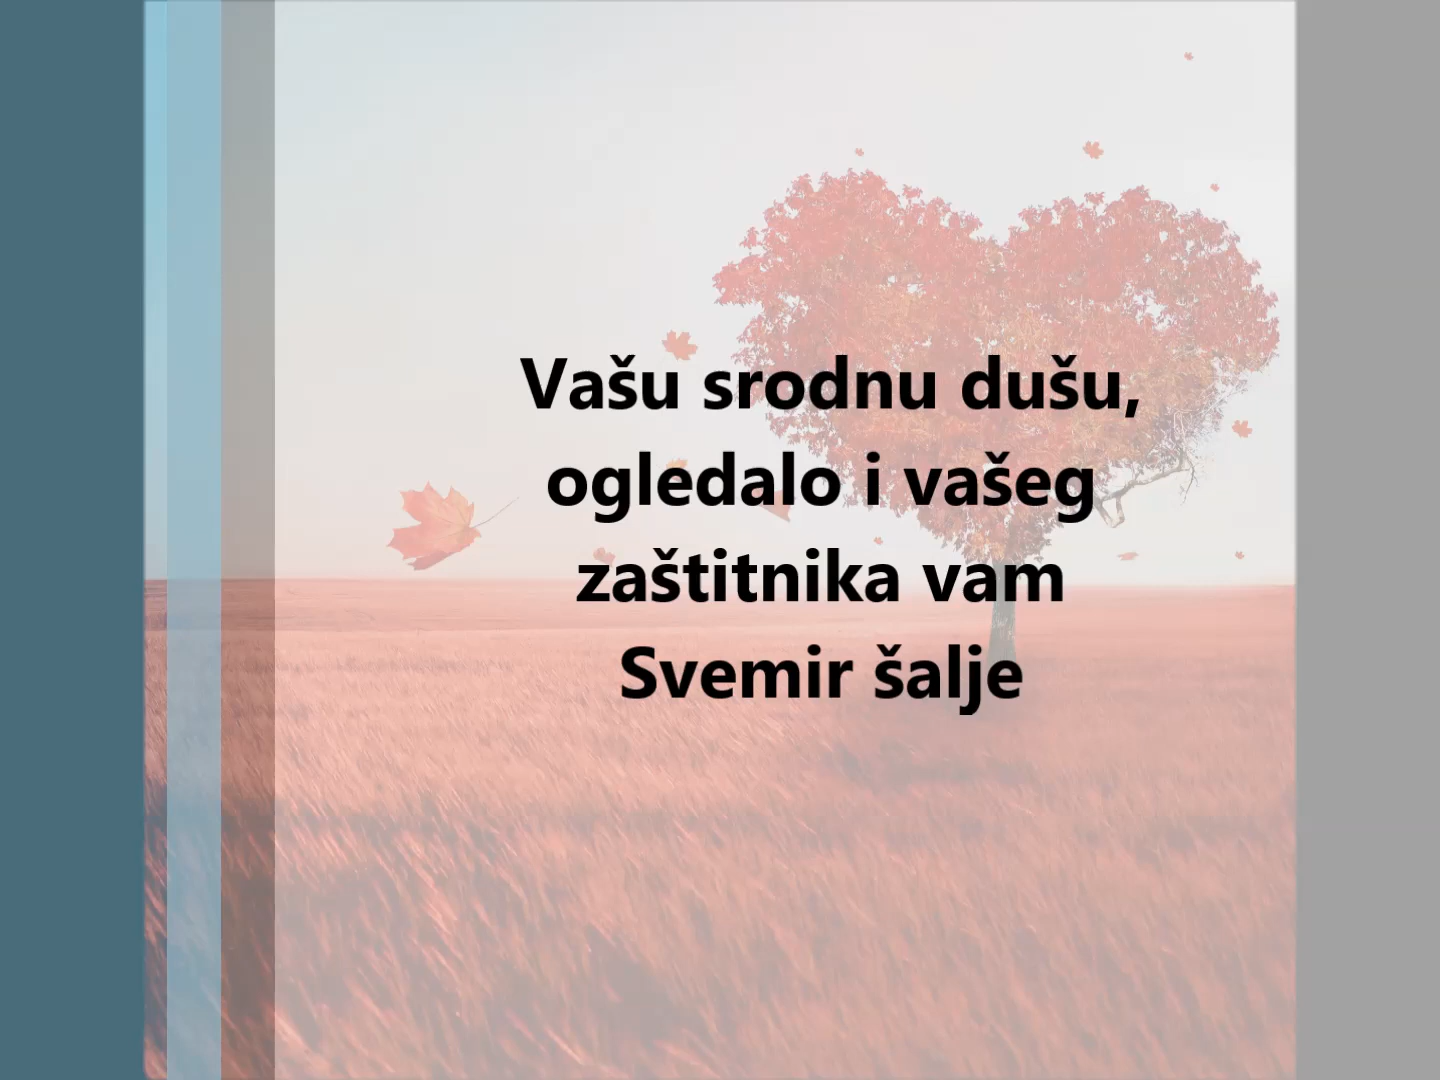 Vašu srodnu dušu,
ogledalo i vašeg
zaštitnika vam
Svemir šalje